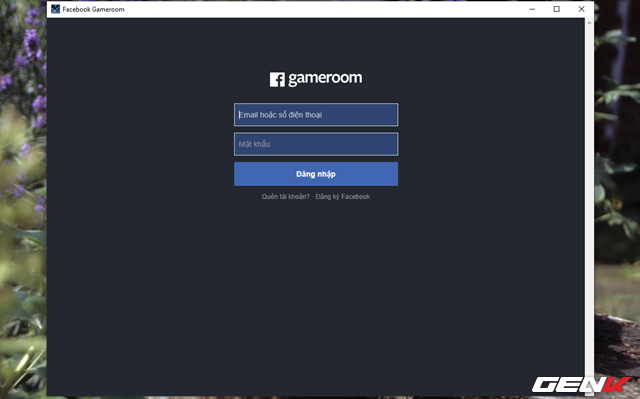 Facebook Gameroom
gameroom
Email hoặc số điện thoại
Mật khẩu
Đăng nhập
Quên tài khoản? · Đăng ký Facebook
GENK